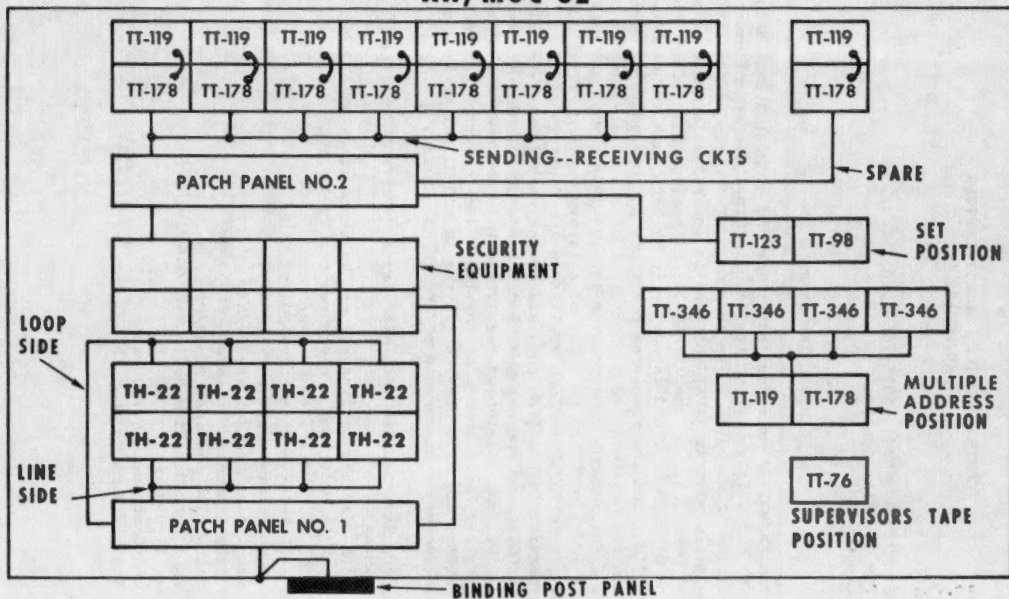 TT-119 TT-119 TT-119 TT-119 TT-119 TT-119 TT-119 TT-119 TT-119
TT-178 TT-178 TT-178 TT-178 TT-178 TT-178 TT-178 TT-178 TT-178
SENDING--RECEIVING CKTS
PATCH PANEL NO.2
SPARE
TT-123 TT-98
SET
POSITION
SECURITY
EQUIPMENT
TT-346 TT-346 TT-346 TT-346
LOOP
SIDE
TH-22 TH-22 TH-22 TH-22
TH-22 TH-22 TH-22 TH-22
TT-119 TT-178
MULTIPLE
ADDRESS
POSITION
LINE
SIDE
TT-76
SUPERVISORS TAPE
POSITION
PATCH PANEL NO. 1
BINDING POST PANEL